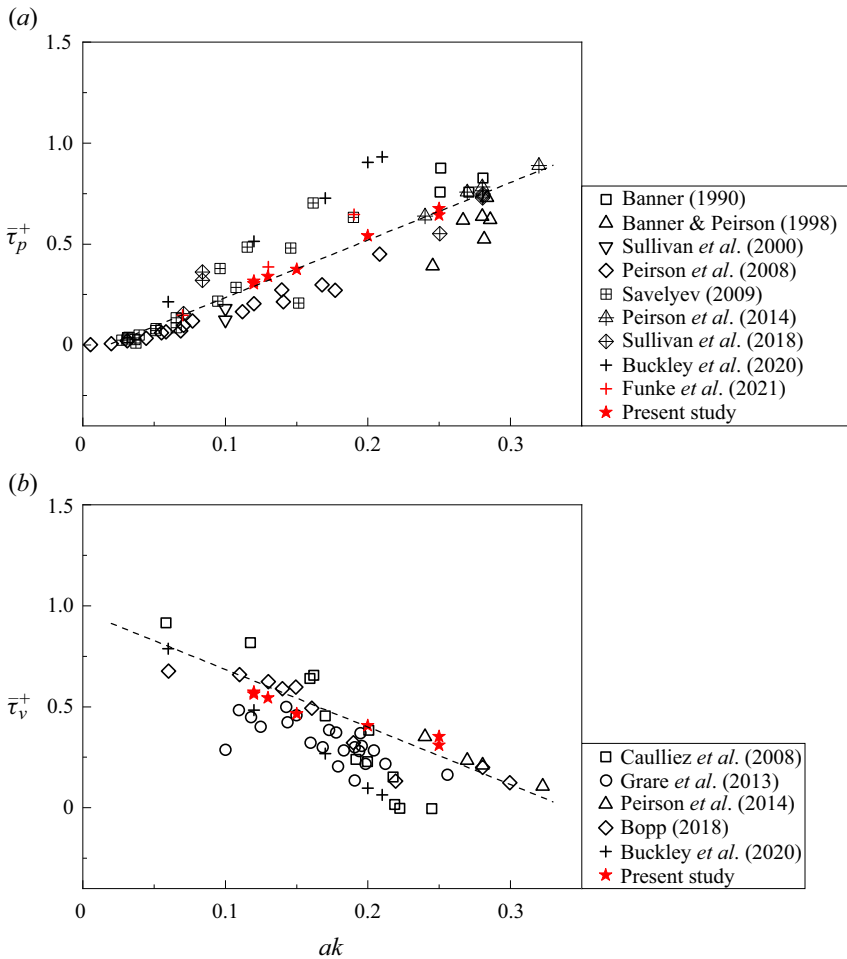 (a)
1.5
1.0
0.5
0
τ̄p+
0
0.1
0.2
0.3
Banner (1990)
Banner & Peirson (1998)
Sullivan et al. (2000)
Peirson et al. (2008)
Savelyev (2009)
Peirson et al. (2014)
Sullivan et al. (2018)
Buckley et al. (2020)
Funke et al. (2021)
Present study
(b)
1.5
1.0
0.5
0
τ̄v+
0
0.1
0.2
0.3
ak
Caulliez et al. (2008)
Grare et al. (2013)
Peirson et al. (2014)
Bopp (2018)
Buckley et al. (2020)
Present study